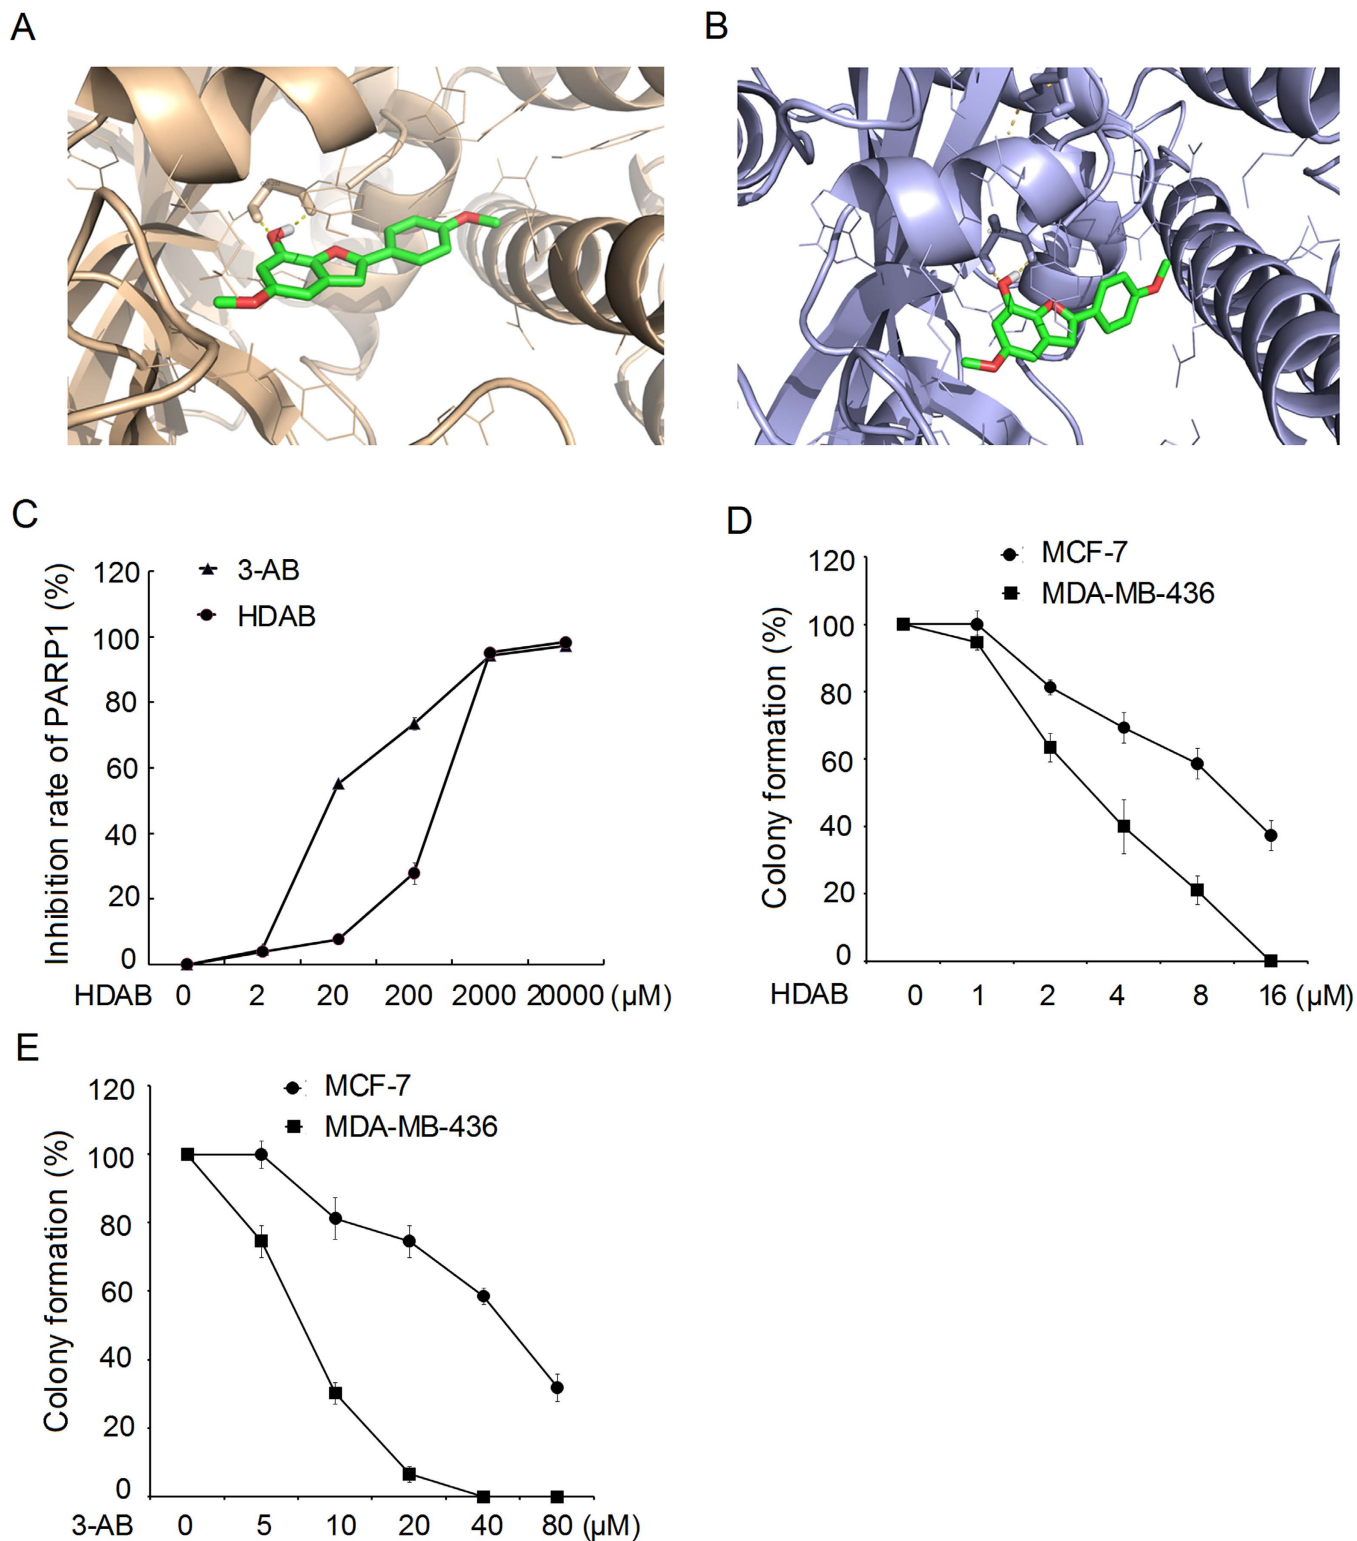 A
B
C
3-AB
HDAB
Inhibition rate of PARP1 (%)
120
100
80
60
40
20
0
HDAB 0 2 20 200 2000 20000 (μM)
D
MCF-7
MDA-MB-436
Colony formation (%)
120
100
80
60
40
20
0
HDAB 0 1 2 4 8 16 (μM)
E
MCF-7
MDA-MB-436
Colony formation (%)
120
100
80
60
40
20
0
3-AB 0 5 10 20 40 80 (μM)